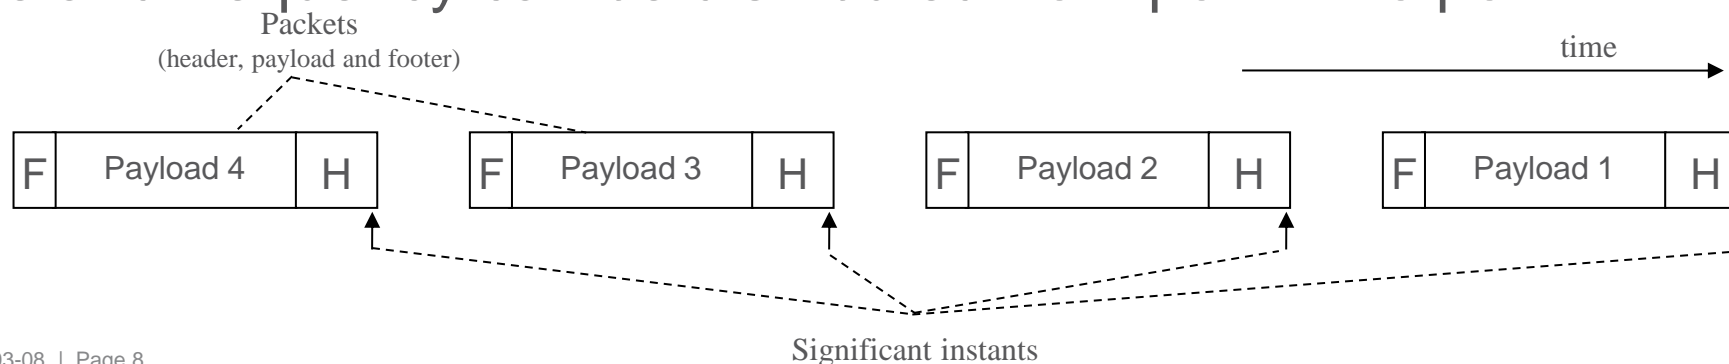 Packets
(header, payload and footer)
time
F Payload 4 H F Payload 3 H F Payload 2 H F Payload 1 H
Significant instants
Page 8